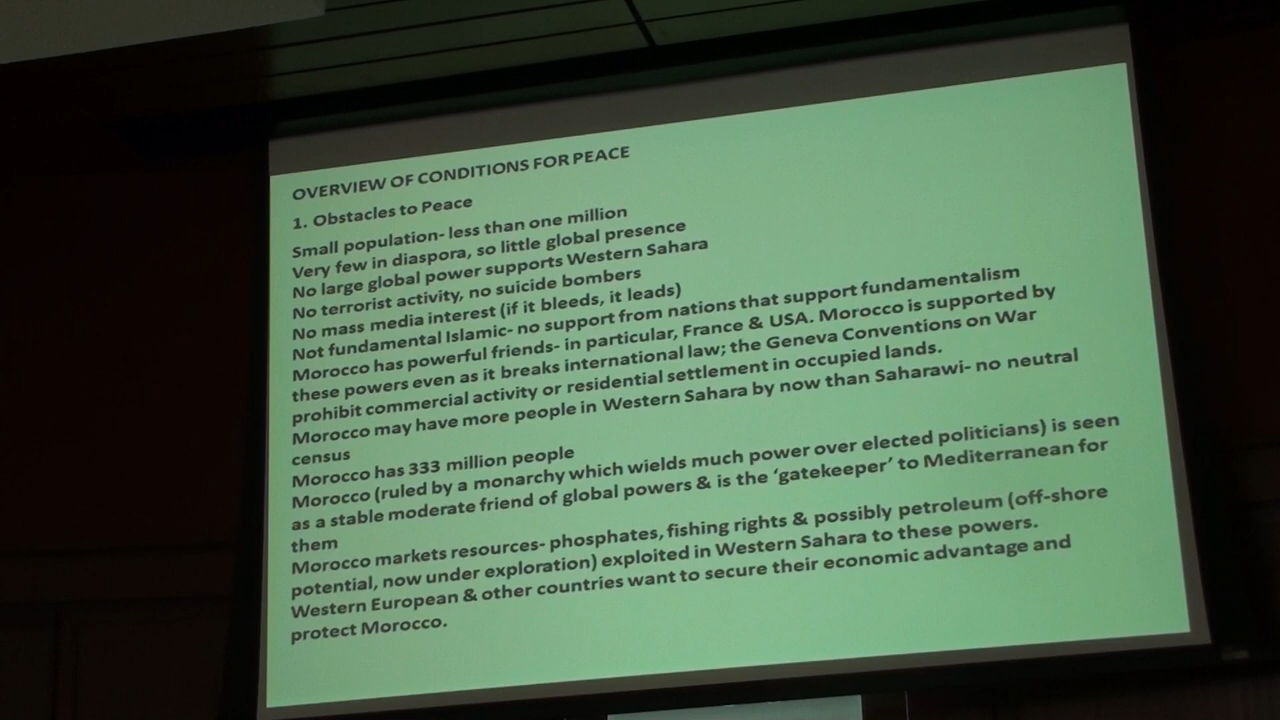 OVERVIEW OF CONDITIONS FOR PEACE
1. Obstacles to Peace
Small population- less than one million
Very few in diaspora, so little global presence
No large global power supports Western Sahara
No terrorist activity, no suicide bombers
No mass media interest (if it bleeds, it leads)
Not fundamental Islamic- no support from nations that support fundamentalism
Morocco has powerful friends- in particular, France & USA. Morocco is supported by
these powers even as it breaks international law; the Geneva Conventions on War
prohibit commercial activity or residential settlement in occupied lands.
Morocco may have more people in Western Sahara by now than Saharawi- no neutral
census
Morocco has 333 million people
Morocco (ruled by a monarchy which wields much power over elected politicians) is seen
as a stable moderate friend of global powers & is the ‘gatekeeper’ to Mediterranean for
them
Morocco markets resources- phosphates, fishing rights & possibly petroleum (off-shore
potential, now under exploration) exploited in Western Sahara to these powers.
Western European & other countries want to secure their economic advantage and
protect Morocco.